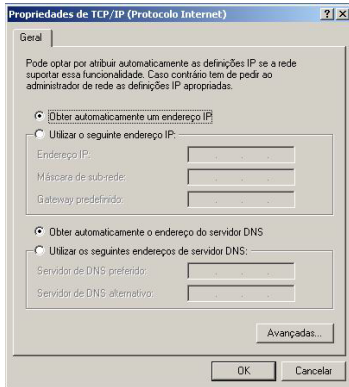 Propriedades de TCP/IP (Protocolo Internet)
Geral
Pode optar por atribuir automaticamente as definições IP se a rede
suportar essa funcionalidade. Caso contrário tem de pedir ao
administrador de rede as definições IP apropriadas.
Obter automaticamente um endereço IP
Utilizar o seguinte endereço IP:
Endereço IP:
Máscara de sub-rede:
Gateway predefinido:
Obter automaticamente o endereço do servidor DNS
Utilizar os seguintes endereços de servidor DNS:
Servidor de DNS preferido:
Servidor de DNS alternativo:
Avançadas...
OK Cancelar